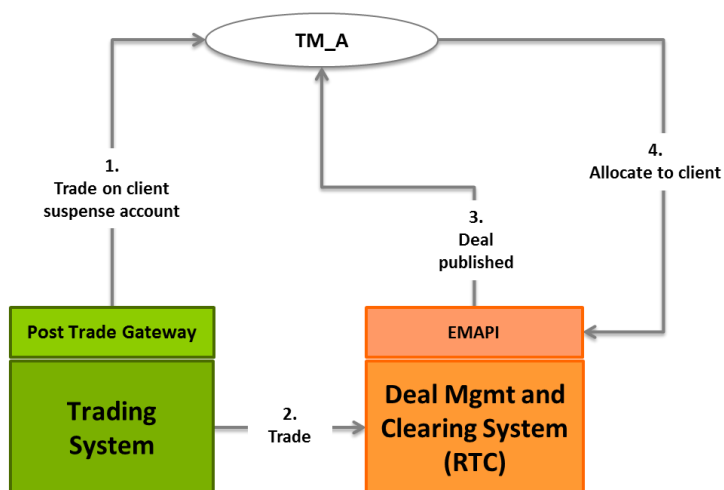 TM_A
1.
Trade on client
suspense account
4.
Allocate to client
3.
Deal
published
Post Trade Gateway
EMAPI
Trading
System
2.
Trade
Deal Mgmt and
Clearing System
(RTC)